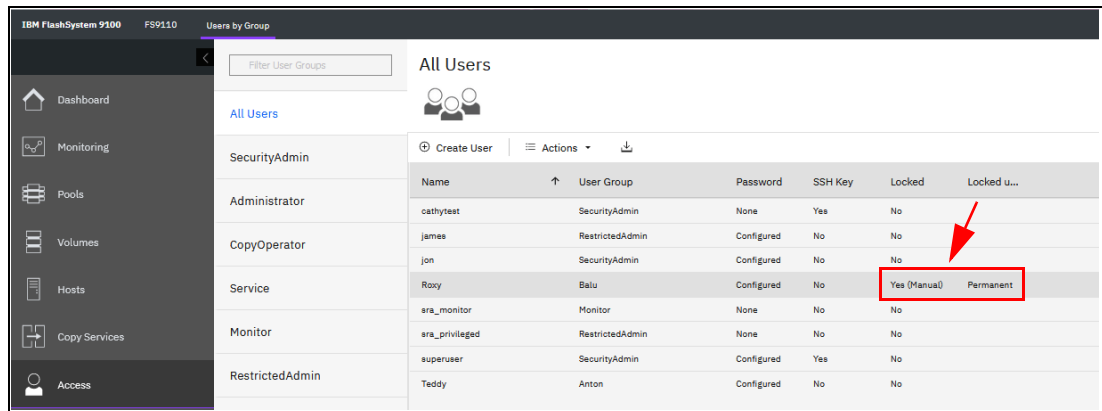 IBM FlashSystem 9100 FS9110 Users by Group
Filter User Groups
All Users
SecurityAdmin
Administrator
CopyOperator
Service
Monitor
RestrictedAdmin
Dashboard
Monitoring
Pools
Volumes
Hosts
Copy Services
Access
All Users
Create User Actions
Name User Group Password SSH Key Locked Locked u...
cathytest SecurityAdmin None Yes No
james RestrictedAdmin Configured No No
jon SecurityAdmin Configured No No
Roxy Balu Configured No Yes (Manual) Permanent
sra_monitor Monitor None No No
sra_privileged RestrictedAdmin None No No
superuser SecurityAdmin Configured Yes No
Teddy Anton Configured No No